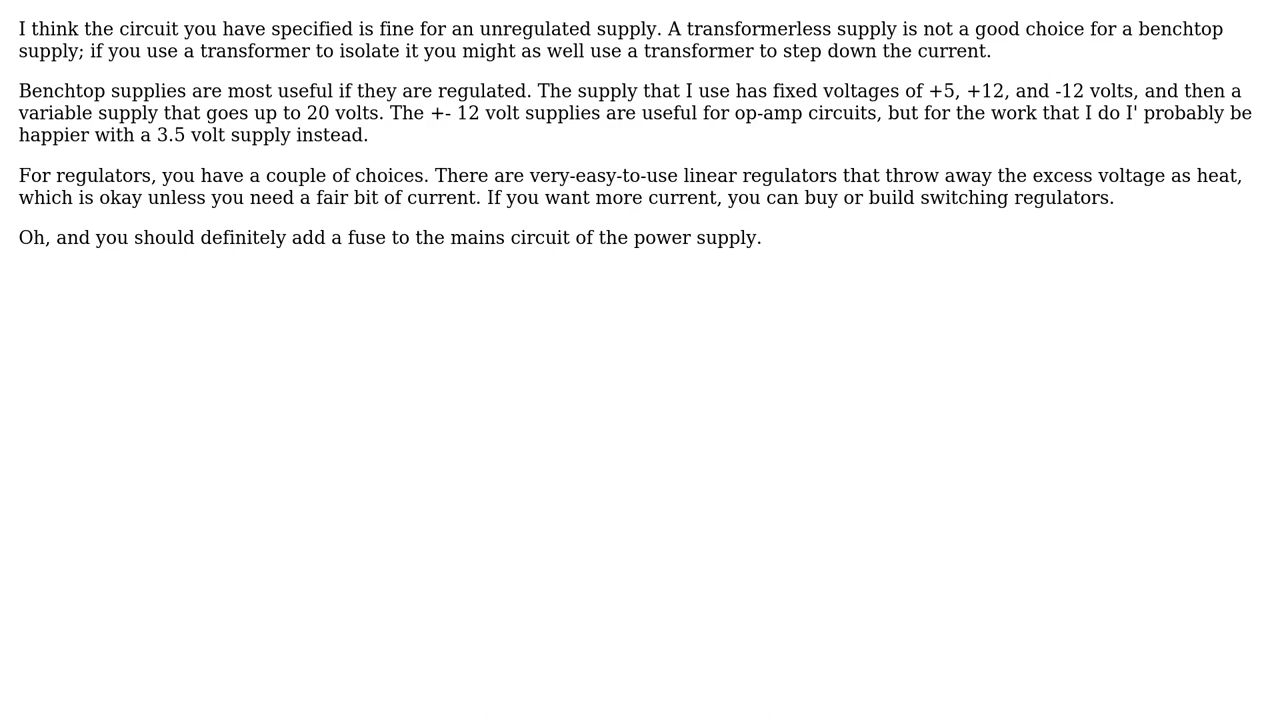 I think the circuit you have specified is fine for an unregulated supply. A transformerless supply is not a good choice for a benchtop
supply; if you use a transformer to isolate it you might as well use a transformer to step down the current.
Benchtop supplies are most useful if they are regulated. The supply that I use has fixed voltages of +5, +12, and -12 volts, and then a
variable supply that goes up to 20 volts. The +- 12 volt supplies are useful for op-amp circuits, but for the work that I do I' probably be
happier with a 3.5 volt supply instead.
For regulators, you have a couple of choices. There are very-easy-to-use linear regulators that throw away the excess voltage as heat,
which is okay unless you need a fair bit of current. If you want more current, you can buy or build switching regulators.
Oh, and you should definitely add a fuse to the mains circuit of the power supply.